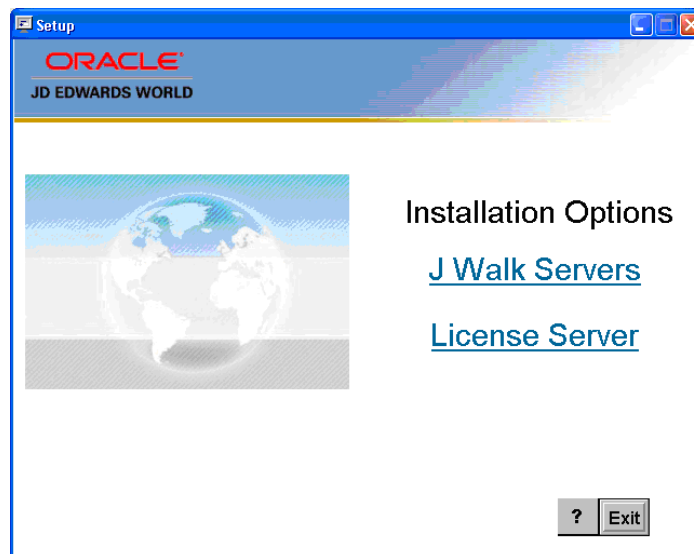 Setup
ORACLE
JD EDWARDS WORLD
Installation Options
J Walk Servers
License Server
? Exit